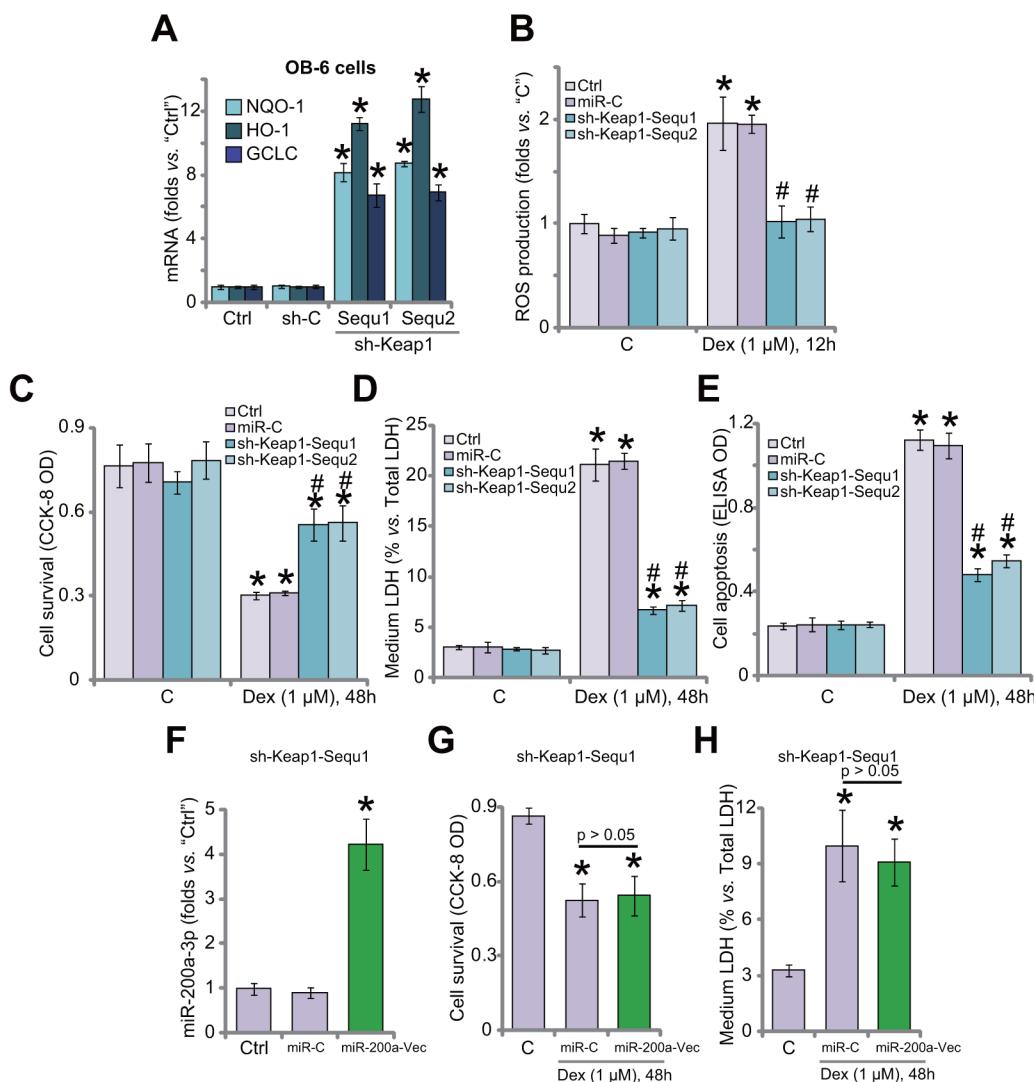 A
OB-6 cells
NQO-1
HO-1
GCLC
mRNA (folds vs. “Ctrl”)
12
8
4
0
* * * * * *
Ctrl
sh-C
Sequ1
Sequ2
sh-Keap1
B
Ctrl
miR-C
sh-Keap1-Sequ1
sh-Keap1-Sequ2
ROS production (folds vs. “C”)
2
1
0
* * # #
C
Dex (1 µM), 12h
C
Ctrl
miR-C
sh-Keap1-Sequ1
sh-Keap1-Sequ2
Cell survival (CCK-8 OD)
0.9
0.6
0.3
0
# #
* * * *
C
Dex (1 µM), 48h
D
Ctrl
miR-C
sh-Keap1-Sequ1
sh-Keap1-Sequ2
Medium LDH (% vs. Total LDH)
25
20
15
10
5
0
* *
# #
* *
C
Dex (1 µM), 48h
E
Ctrl
miR-C
sh-Keap1-Sequ1
sh-Keap1-Sequ2
Cell apoptosis (ELISA OD)
1.2
0.8
0.4
0
* *
# #
* *
C
Dex (1 µM), 48h
F
sh-Keap1-Sequ1
miR-200a-3p (folds vs. “Ctrl”)
5
4
3
2
1
0
*
Ctrl
miR-C
miR-200a-Vec
G
sh-Keap1-Sequ1
Cell survival (CCK-8 OD)
0.9
0.6
0.3
0
p > 0.05
* *
C
miR-C
miR-200a-Vec
Dex (1 µM), 48h
H
sh-Keap1-Sequ1
p > 0.05
Medium LDH (% vs. Total LDH)
12
9
6
3
0
* *
C
miR-C
miR-200a-Vec
Dex (1 µM), 48h